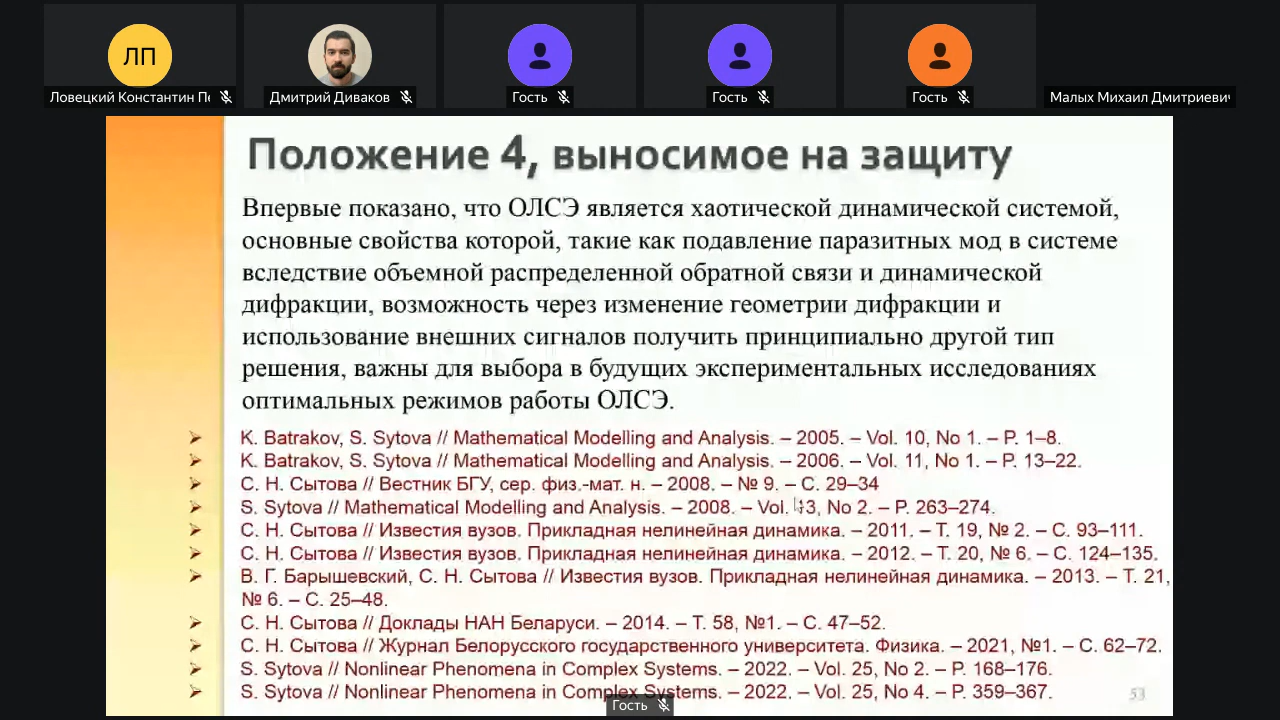 ЛП
Ловецкий Константин Пе
Дмитрий Диваков
Гость
Гость
Гость
Малых Михаил Дмитриевич
Положение 4, выносимое на защиту
Впервые показано, что ОЛСЭ является хаотической динамической системой,
основные свойства которой, такие как подавление паразитных мод в системе
вследствие объемной распределенной обратной связи и динамической
дифракции, возможность через изменение геометрии дифракции и
использование внешних сигналов получить принципиально другой тип
решения, важны для выбора в будущих экспериментальных исследованиях
оптимальных режимов работы ОЛСЭ.
➢ K. Batrakov, S. Sytova // Mathematical Modelling and Analysis. – 2005. – Vol. 10, No 1. – P. 1–8.
➢ K. Batrakov, S. Sytova // Mathematical Modelling and Analysis. – 2006. – Vol. 11, No 1. – P. 13–22.
➢ С. Н. Сытова // Вестник БГУ, сер. физ.-мат. н. – 2008. – № 9. – С. 29–34
➢ S. Sytova // Mathematical Modelling and Analysis. – 2008. – Vol. 13, No 2. – P. 263–274.
➢ С. Н. Сытова // Известия вузов. Прикладная нелинейная динамика. – 2011. – Т. 19, № 2. – С. 93–111.
➢ С. Н. Сытова // Известия вузов. Прикладная нелинейная динамика. – 2012. – Т. 20, № 6. – С. 124–135.
➢ В. Г. Барышевский, С. Н. Сытова // Известия вузов. Прикладная нелинейная динамика. – 2013. – Т. 21,
№ 6. – С. 25–48.
➢ С. Н. Сытова // Доклады НАН Беларуси. – 2014. – Т. 58, №1. – С. 47–52.
➢ С. Н. Сытова // Журнал Белорусского государственного университета. Физика. – 2021, №1. – С. 62–72.
➢ S. Sytova // Nonlinear Phenomena in Complex Systems. – 2022. – Vol. 25, No 2. – P. 168–176.
➢ S. Sytova // Nonlinear Phenomena in Complex Systems. – 2022. – Vol. 25, No 4. – P. 359–367.
53
Гость